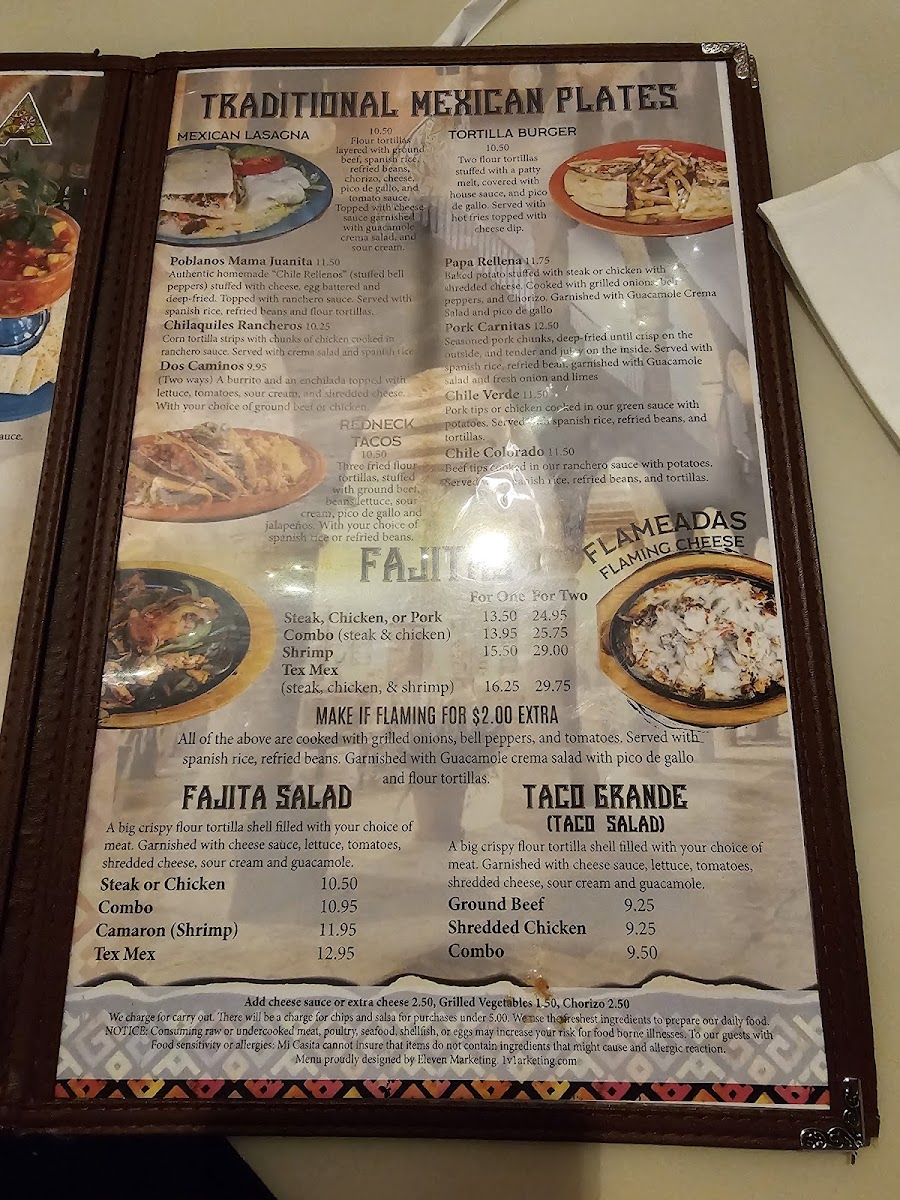 A
auce.
TRADITIONAL MEXICAN PLATES
MEXICAN LASAGNA
10.50
Flour tortillas
layered with ground
beef, spanish rice,
refried beans,
chorizo, cheese,
pico de gallo, and
tomato sauce.
Topped with cheese
sauce garnished
with guacamole
crema salad, and
sour cream.
TORTILLA BURGER
10.50
Two flour tortillas
stuffed with a patty
melt, covered with
house sauce, and pico
de gallo. Served with
hot fries topped with
cheese dip.
Poblanos Mama Juanita 11.50
Authentic homemade "Chile Rellenos" (stuffed bell
peppers) stuffed with cheese, egg battered and
deep-fried. Topped with ranchero sauce. Served with
spanish rice, refried beans and flour tortillas.
Chilaquiles Rancheros 10.25
Corn tortilla strips with chunks of chicken cooked in
ranchero sauce. Served with crema salad and spanish rice
Dos Caminos 9.95
(Two ways) A burrito and an enchilada topped with
lettuce, tomatoes, sour cream, and shredded cheese.
With your choice of ground beef or chicken.
REDNECK
TACOS
10.50
Three fried flour
tortillas, stuffed
with ground beef,
beans lettuce, sour
cream, pico de gallo and
jalapeños. With your choice of
spanish rice or refried beans.
Papa Rellena 11.75
Baked potato stuffed with steak or chicken with
shredded cheese. Cooked with grilled onions, bell
peppers, and Chorizo. Garnished with Guacamole Crema
Salad and pico de gallo
Pork Carnitas 12.50
Seasoned pork chunks, deep-fried until crisp on the
outside, and tender and juicy on the inside. Served with
spanish rice, refried bean, garnished with Guacamole
salad and fresh onion and limes
Chile Verde 11.50
Pork tips or chicken cooked in our green sauce with
potatoes. Served spanish rice, refried beans, and
tortillas.
Chile Colorado 11.50
Beef tips cooked in our ranchero sauce with potatoes.
Served spanish rice, refried beans, and tortillas.
FLAMEADAS
FLAMING CHEESE
FAJITAS
For One For Two
Steak, Chicken, or Pork 13.50 24.95
Combo (steak & chicken) 13.95 25.75
Shrimp 15.50 29.00
Tex Mex
(steak, chicken, & shrimp) 16.25 29.75
MAKE IF FLAMING FOR $2.00 EXTRA
All of the above are cooked with grilled onions, bell peppers, and tomatoes. Served with
spanish rice, refried beans. Garnished with Guacamole crema salad with pico de gallo
and flour tortillas.
FAJITA SALAD
A big crispy flour tortilla shell filled with your choice of
meat. Garnished with cheese sauce, lettuce, tomatoes,
shredded cheese, sour cream and guacamole.
Steak or Chicken 10.50
Combo 10.95
Camaron (Shrimp) 11.95
Tex Mex 12.95
TACO GRANDE
(TACO SALAD)
A big crispy flour tortilla shell filled with your choice of
meat. Garnished with cheese sauce, lettuce, tomatoes,
shredded cheese, sour cream and guacamole.
Ground Beef 9.25
Shredded Chicken 9.25
Combo 9.50
Add cheese sauce or extra cheese 2.50, Grilled Vegetables 1.50, Chorizo 2.50
We charge for carry out. There will be a charge for chips and salsa for purchases under 5.00. We use the freshest ingredients to prepare our daily food.
NOTICE: Consuming raw or undercooked meat, poultry, seafood, shellfish, or eggs may increase your risk for food borne illnesses. To our guests with
Food sensitivity or allergies: Mi Casita cannot insure that items do not contain ingredients that might cause and allergic reaction.
Menu proudly designed by Eleven Marketing. 1v1arketing.com